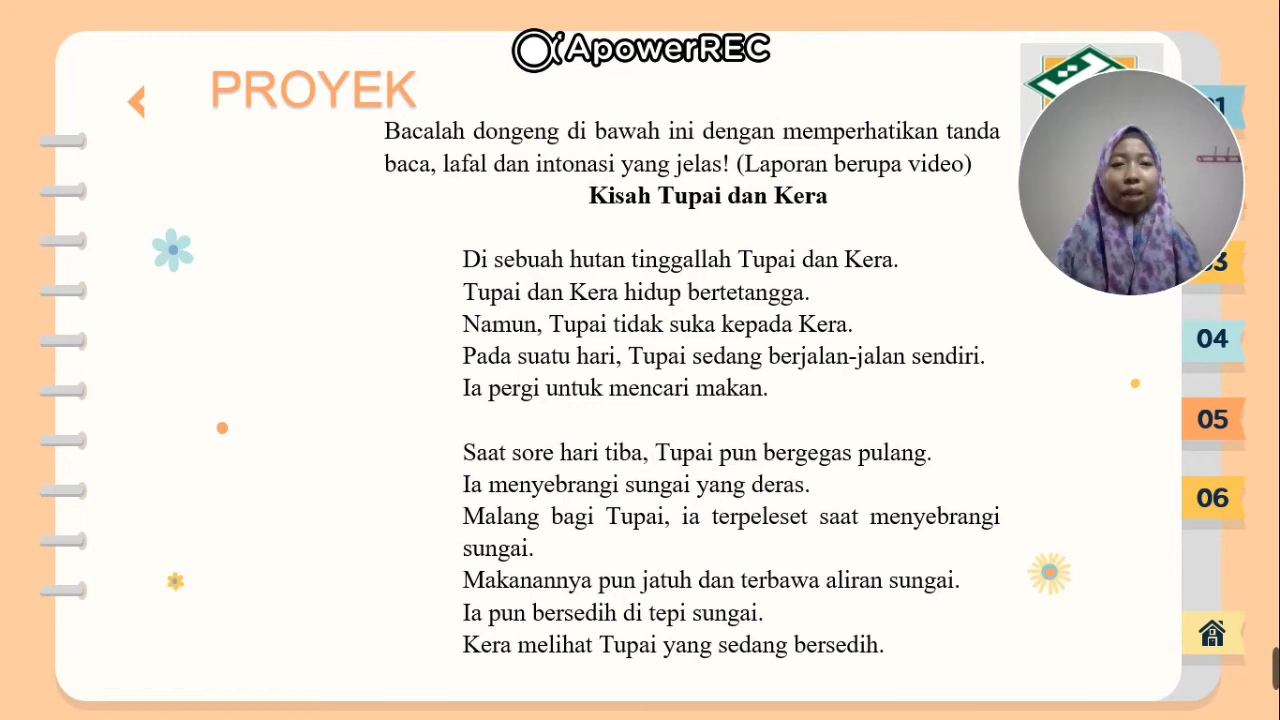 ApowerREC
PROYEK
Bacalah dongeng di bawah ini dengan memperhatikan tanda
baca, lafal dan intonasi yang jelas! (Laporan berupa video)
Kisah Tupai dan Kera
Di sebuah hutan tinggallah Tupai dan Kera.
Tupai dan Kera hidup bertetangga.
Namun, Tupai tidak suka kepada Kera.
Pada suatu hari, Tupai sedang berjalan-jalan sendiri.
Ia pergi untuk mencari makan.
Saat sore hari tiba, Tupai pun bergegas pulang.
Ia menyebrangi sungai yang deras.
Malang bagi Tupai, ia terpeleset saat menyebrangi
sungai.
Makanannya pun jatuh dan terbawa aliran sungai.
Ia pun bersedih di tepi sungai.
Kera melihat Tupai yang sedang bersedih.
04
05
06